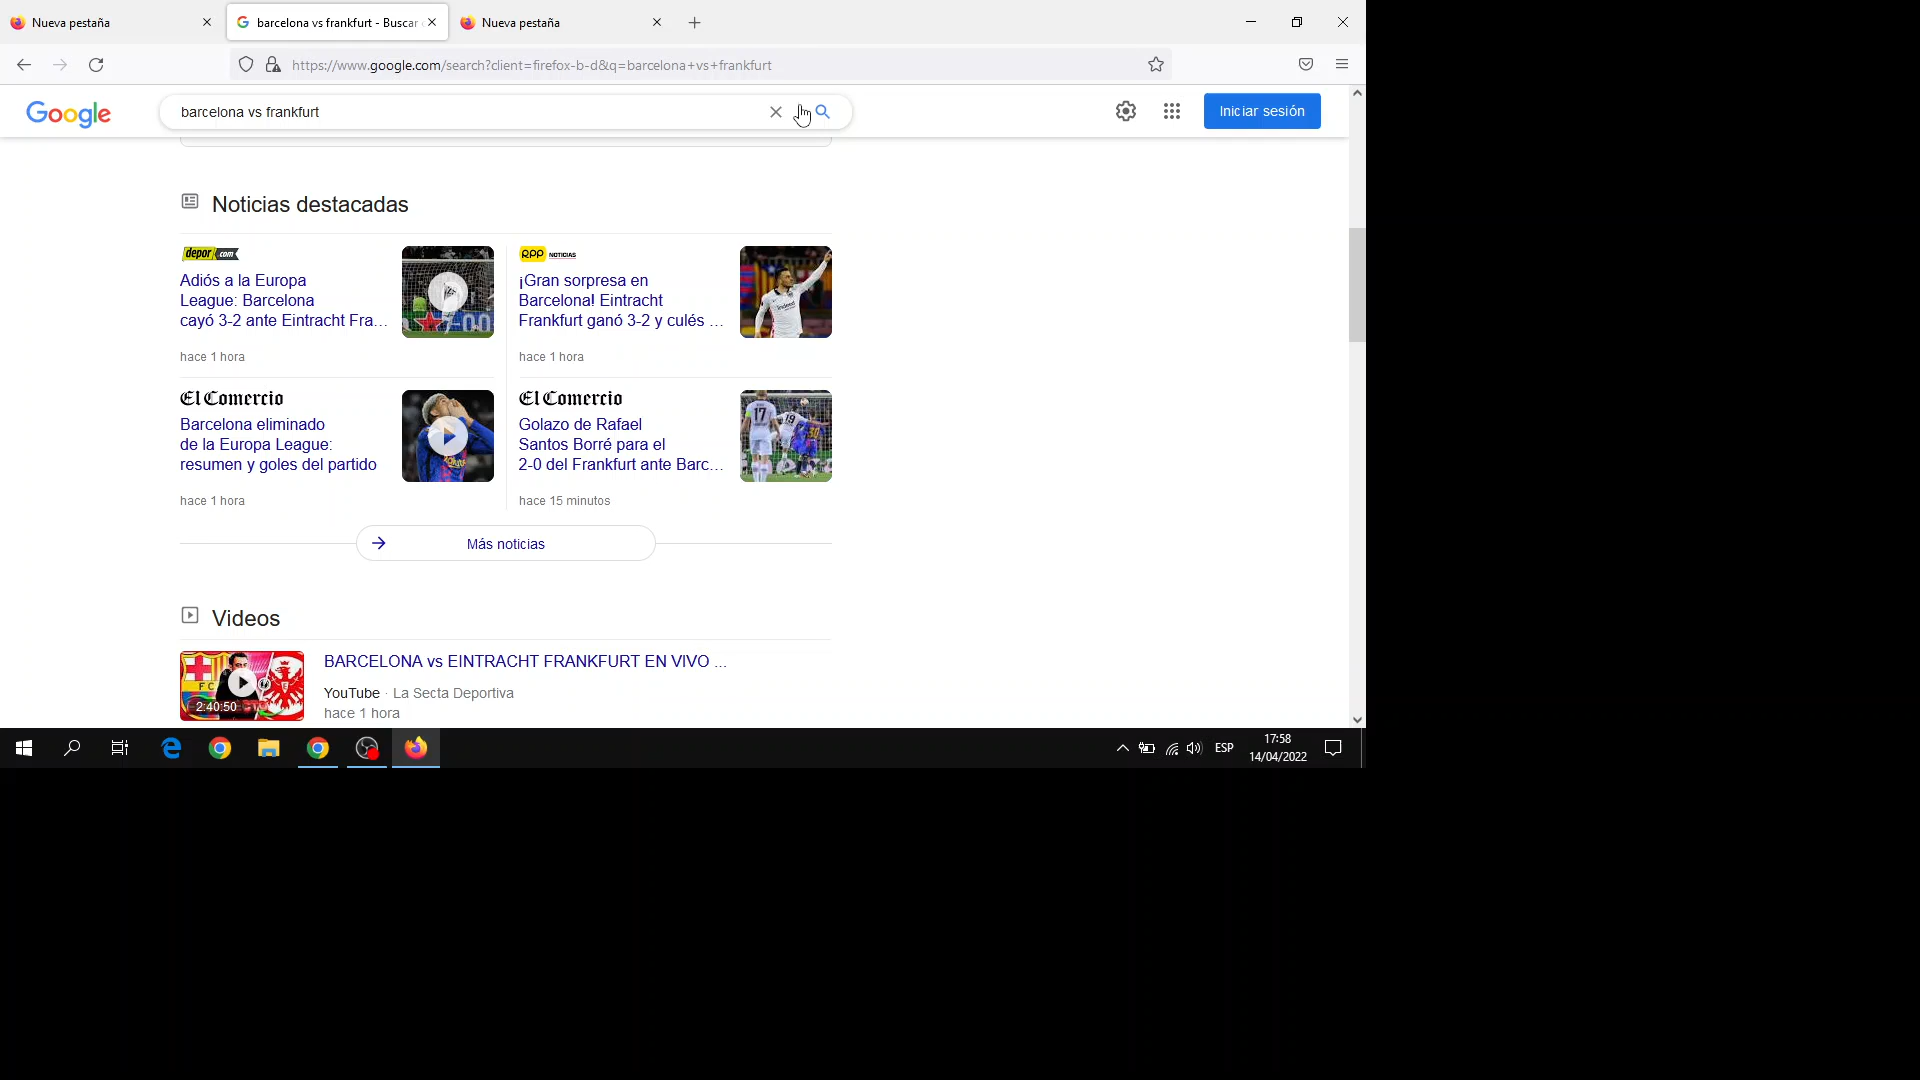 Nueva pestaña
barcelona vs frankfurt - Buscar
Nueva pestaña
https://www.google.com/search?client=firefox-b-d&q=barcelona+vs+frankfurt
Google
barcelona vs frankfurt
Iniciar sesión
Noticias destacadas
depor.com
Adiós a la Europa
League: Barcelona
cayó 3-2 ante Eintracht Fra...
hace 1 hora
RPP NOTICIAS
¡Gran sorpresa en
Barcelona! Eintracht
Frankfurt ganó 3-2 y culés ...
hace 1 hora
El Comercio
Barcelona eliminado
de la Europa League:
resumen y goles del partido
hace 1 hora
El Comercio
Golazo de Rafael
Santos Borré para el
2-0 del Frankfurt ante Barc...
hace 15 minutos
Más noticias
Videos
2:40:50
BARCELONA vs EINTRACHT FRANKFURT EN VIVO ...
YouTube · La Secta Deportiva
hace 1 hora
ESP
17:58
14/04/2022